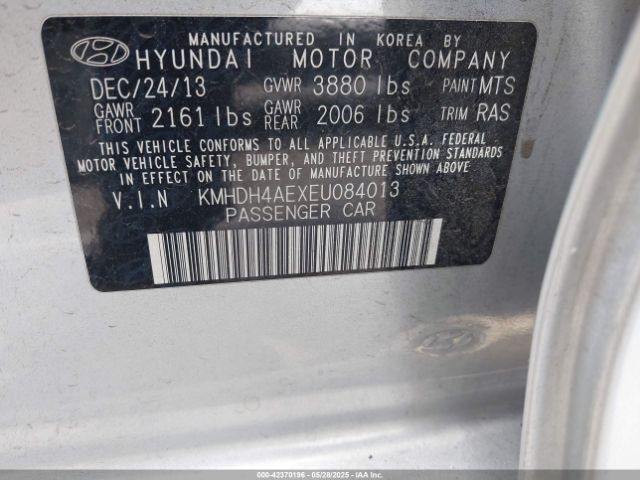 MANUFACTURED IN KOREA BY
HYUNDAI MOTOR COMPANY
DEC/24/13 GVWR 3880 lbs PAINT MTS
GAWR FRONT 2161 lbs GAWR REAR 2006 lbs TRIM RAS
THIS VEHICLE CONFORMS TO ALL APPLICABLE U.S.A. FEDERAL
MOTOR VEHICLE SAFETY, BUMPER, AND THEFT PREVENTION STANDARDS
IN EFFECT ON THE DATE OF MANUFACTURE SHOWN ABOVE.
V.I.N KMHDH4AEXEU084013
PASSENGER CAR
000-42370196 - 05/28/2025 - IAAI